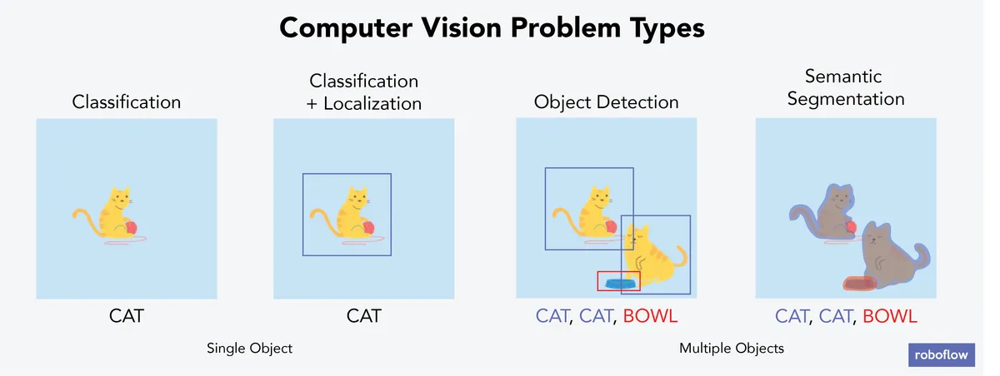 Computer Vision Problem Types
Classification
Classification
+ Localization
Object Detection
Semantic
Segmentation
CAT
CAT
CAT, CAT, BOWL
CAT, CAT, BOWL
Single Object
Multiple Objects
roboflow